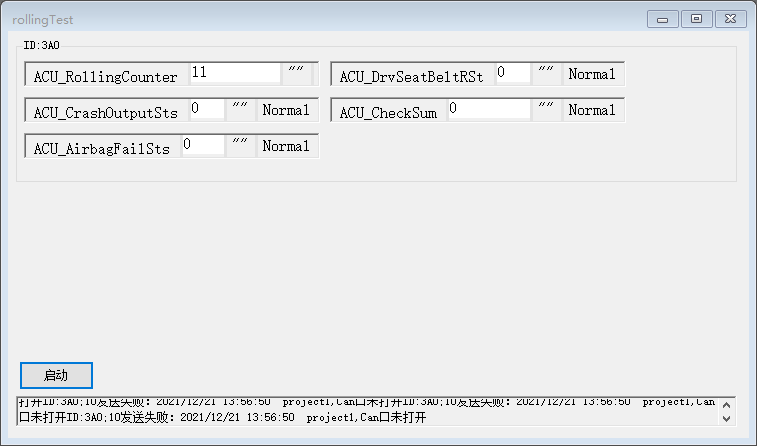 rollingTest
ID:3A0
ACU_RollingCounter 11 ""
ACU_DrvSeatBeltRSt 0 "" Normal
ACU_CrashOutputSts 0 "" Normal
ACU_CheckSum 0 "" Normal
ACU_AirbagFailSts 0 "" Normal
启动
打开ID:3A0;10发送失败: 2021/12/21 13:56:50 project1,Can口未打开ID:3A0;10发送失败: 2021/12/21 13:56:50 project1,Can
口未打开ID:3A0;10发送失败: 2021/12/21 13:56:50 project1,Can口未打开